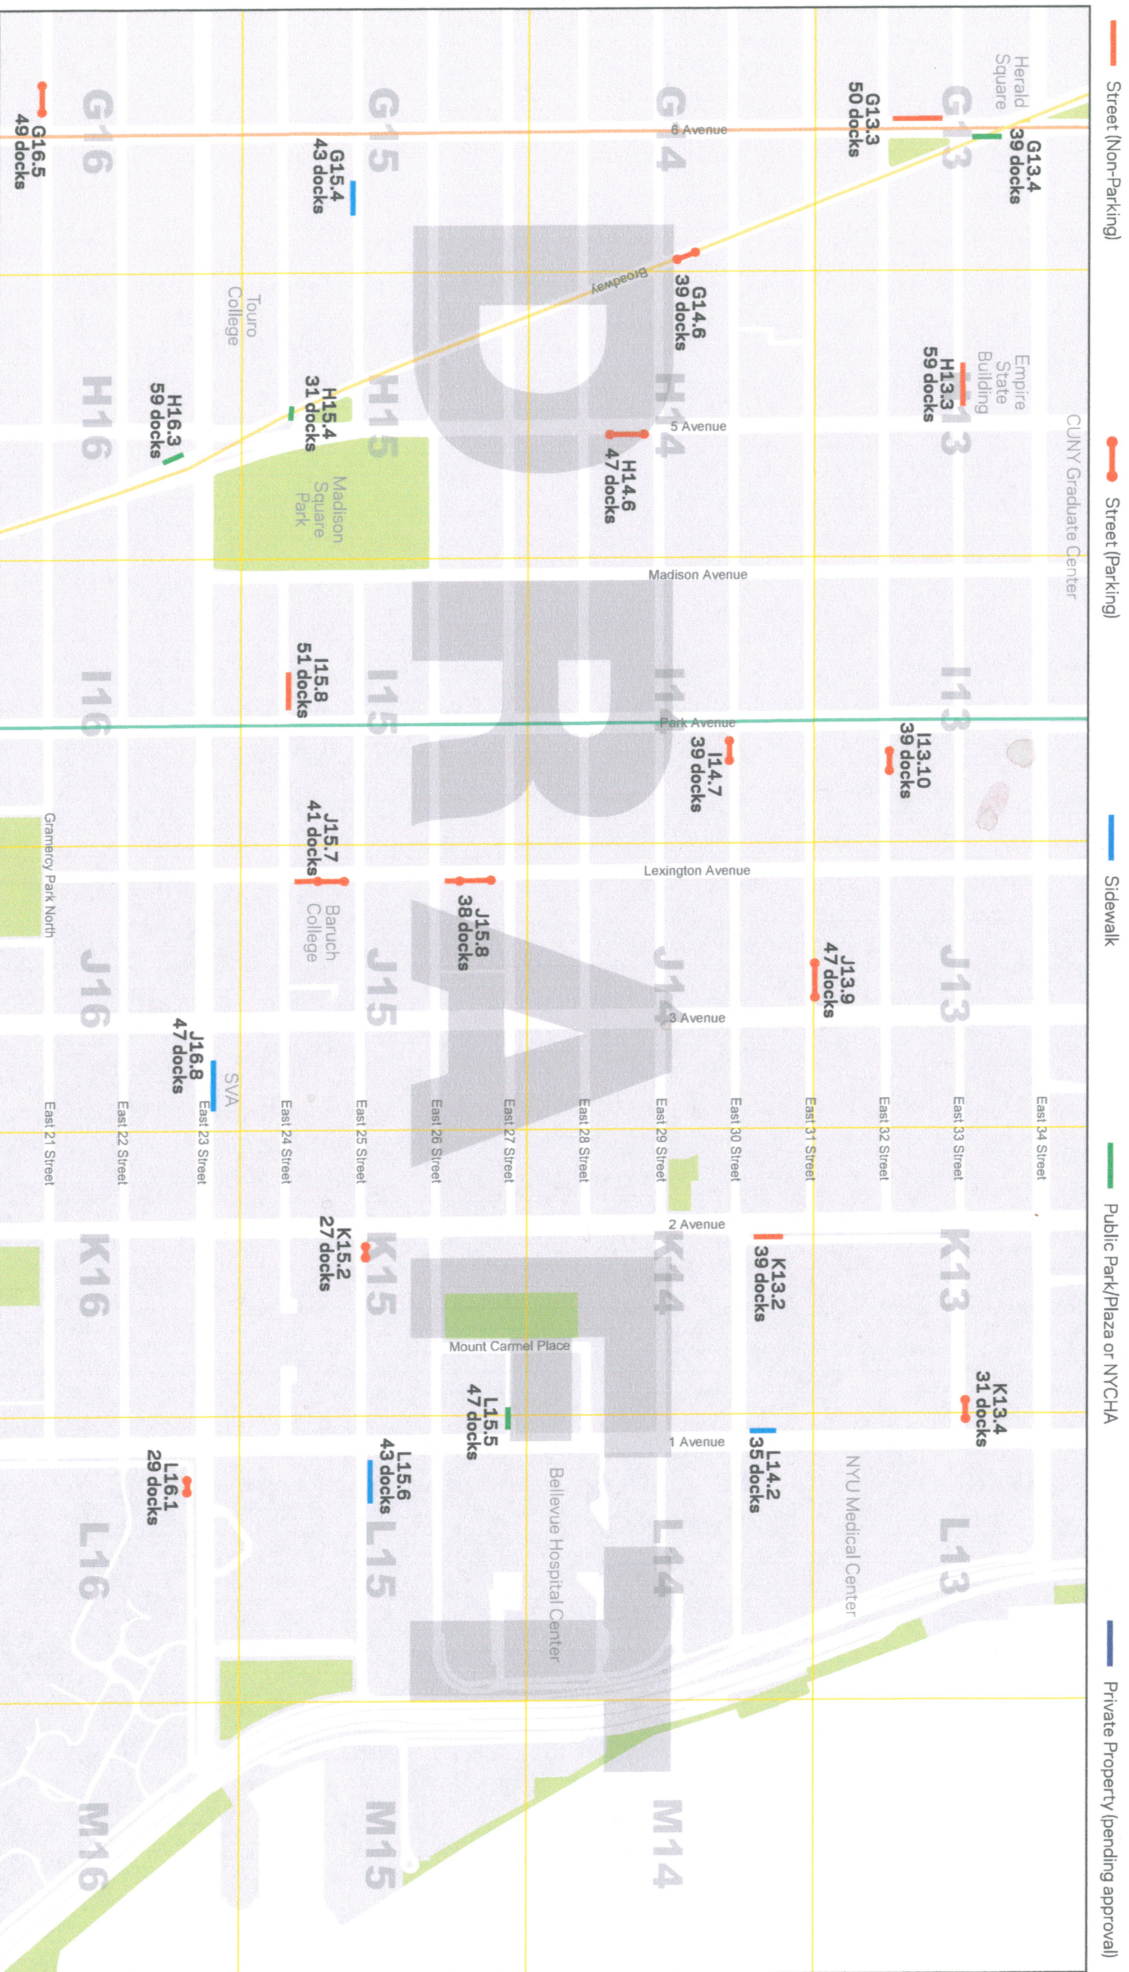 Street (Non-Parking)
Street (Parking)
Sidewalk
Public Park/Plaza or NYCHA
Private Property (pending approval)
Herald
Square
G13
G13.4
39 docks
G13.3
50 docks
Empire
State
Building
H13.3
59 docks
13
CUNY Graduate Center
I13
I13.10
39 docks
J13
J13.9
47 docks
East 34 Street
East 33 Street
East 32 Street
East 31 Street
East 30 Street
East 29 Street
East 28 Street
East 27 Street
East 26 Street
East 25 Street
East 24 Street
East 23 Street
East 22 Street
East 21 Street
K13
K13.2
39 docks
K13.4
31 docks
L13
NYU Medical Center
G14
6 Avenue
Broadway
G14.6
39 docks
H14
5 Avenue
H14.6
47 docks
Madison Avenue
I14
Park Avenue
I14.7
39 docks
Lexington Avenue
J14
3 Avenue
K14
2 Avenue
1 Avenue
L14.2
35 docks
L14
Bellevue Hospital Center
M14
DRAFT
G15
G15.4
43 docks
H15
H15.4
31 docks
Madison
Square
Park
I15
I15.8
51 docks
J15.7
41 docks
Baruch
College
J15
J15.8
38 docks
K15
K15.2
27 docks
Mount Carmel Place
L15.5
47 docks
L15.6
43 docks
L15
M15
G16
G16.5
49 docks
Touro
College
H16
H16.3
59 docks
I16
Gramercy Park North
J16
J16.8
47 docks
SVA
K16
L16.1
29 docks
L16
M16